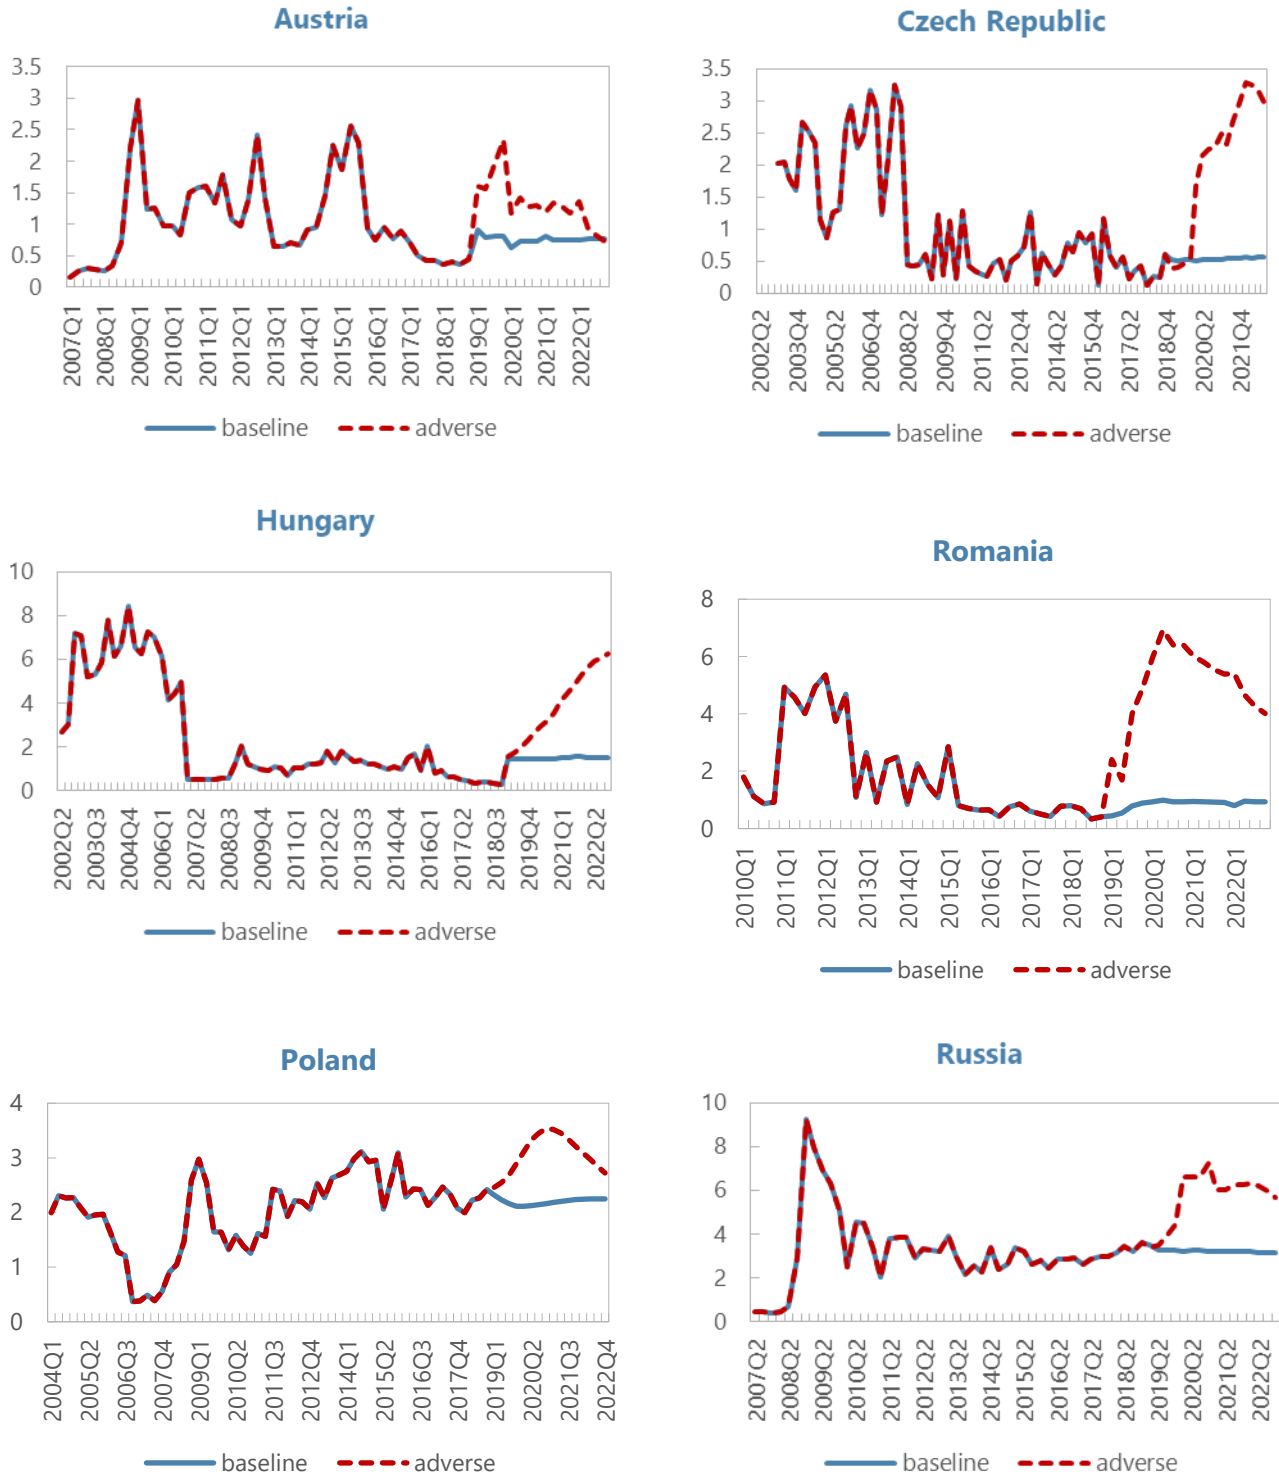 Austria
3.5
3
2.5
2
1.5
1
0.5
0
2007Q1
2008Q1
2009Q1
2010Q1
2011Q1
2012Q1
2013Q1
2014Q1
2015Q1
2016Q1
2017Q1
2018Q1
2019Q1
2020Q1
2021Q1
2022Q1
baseline adverse
Czech Republic
3.5
3
2.5
2
1.5
1
0.5
0
2002Q2
2003Q4
2005Q2
2006Q4
2008Q2
2009Q4
2011Q2
2012Q4
2014Q2
2015Q4
2017Q2
2018Q4
2020Q2
2021Q4
baseline adverse
Hungary
10
8
6
4
2
0
2002Q2
2003Q3
2004Q4
2006Q1
2007Q2
2008Q3
2009Q4
2011Q1
2012Q2
2013Q3
2014Q4
2016Q1
2017Q2
2018Q3
2019Q4
2021Q1
2022Q2
baseline adverse
Romania
8
6
4
2
0
2010Q1
2011Q1
2012Q1
2013Q1
2014Q1
2015Q1
2016Q1
2017Q1
2018Q1
2019Q1
2020Q1
2021Q1
2022Q1
baseline adverse
Poland
4
3
2
1
0
2004Q1
2005Q2
2006Q3
2007Q4
2009Q1
2010Q2
2011Q3
2012Q4
2014Q1
2015Q2
2016Q3
2017Q4
2019Q1
2020Q2
2021Q3
2022Q4
baseline adverse
Russia
10
8
6
4
2
0
2007Q2
2008Q2
2009Q2
2010Q2
2011Q2
2012Q2
2013Q2
2014Q2
2015Q2
2016Q2
2017Q2
2018Q2
2019Q2
2020Q2
2021Q2
2022Q2
baseline adverse